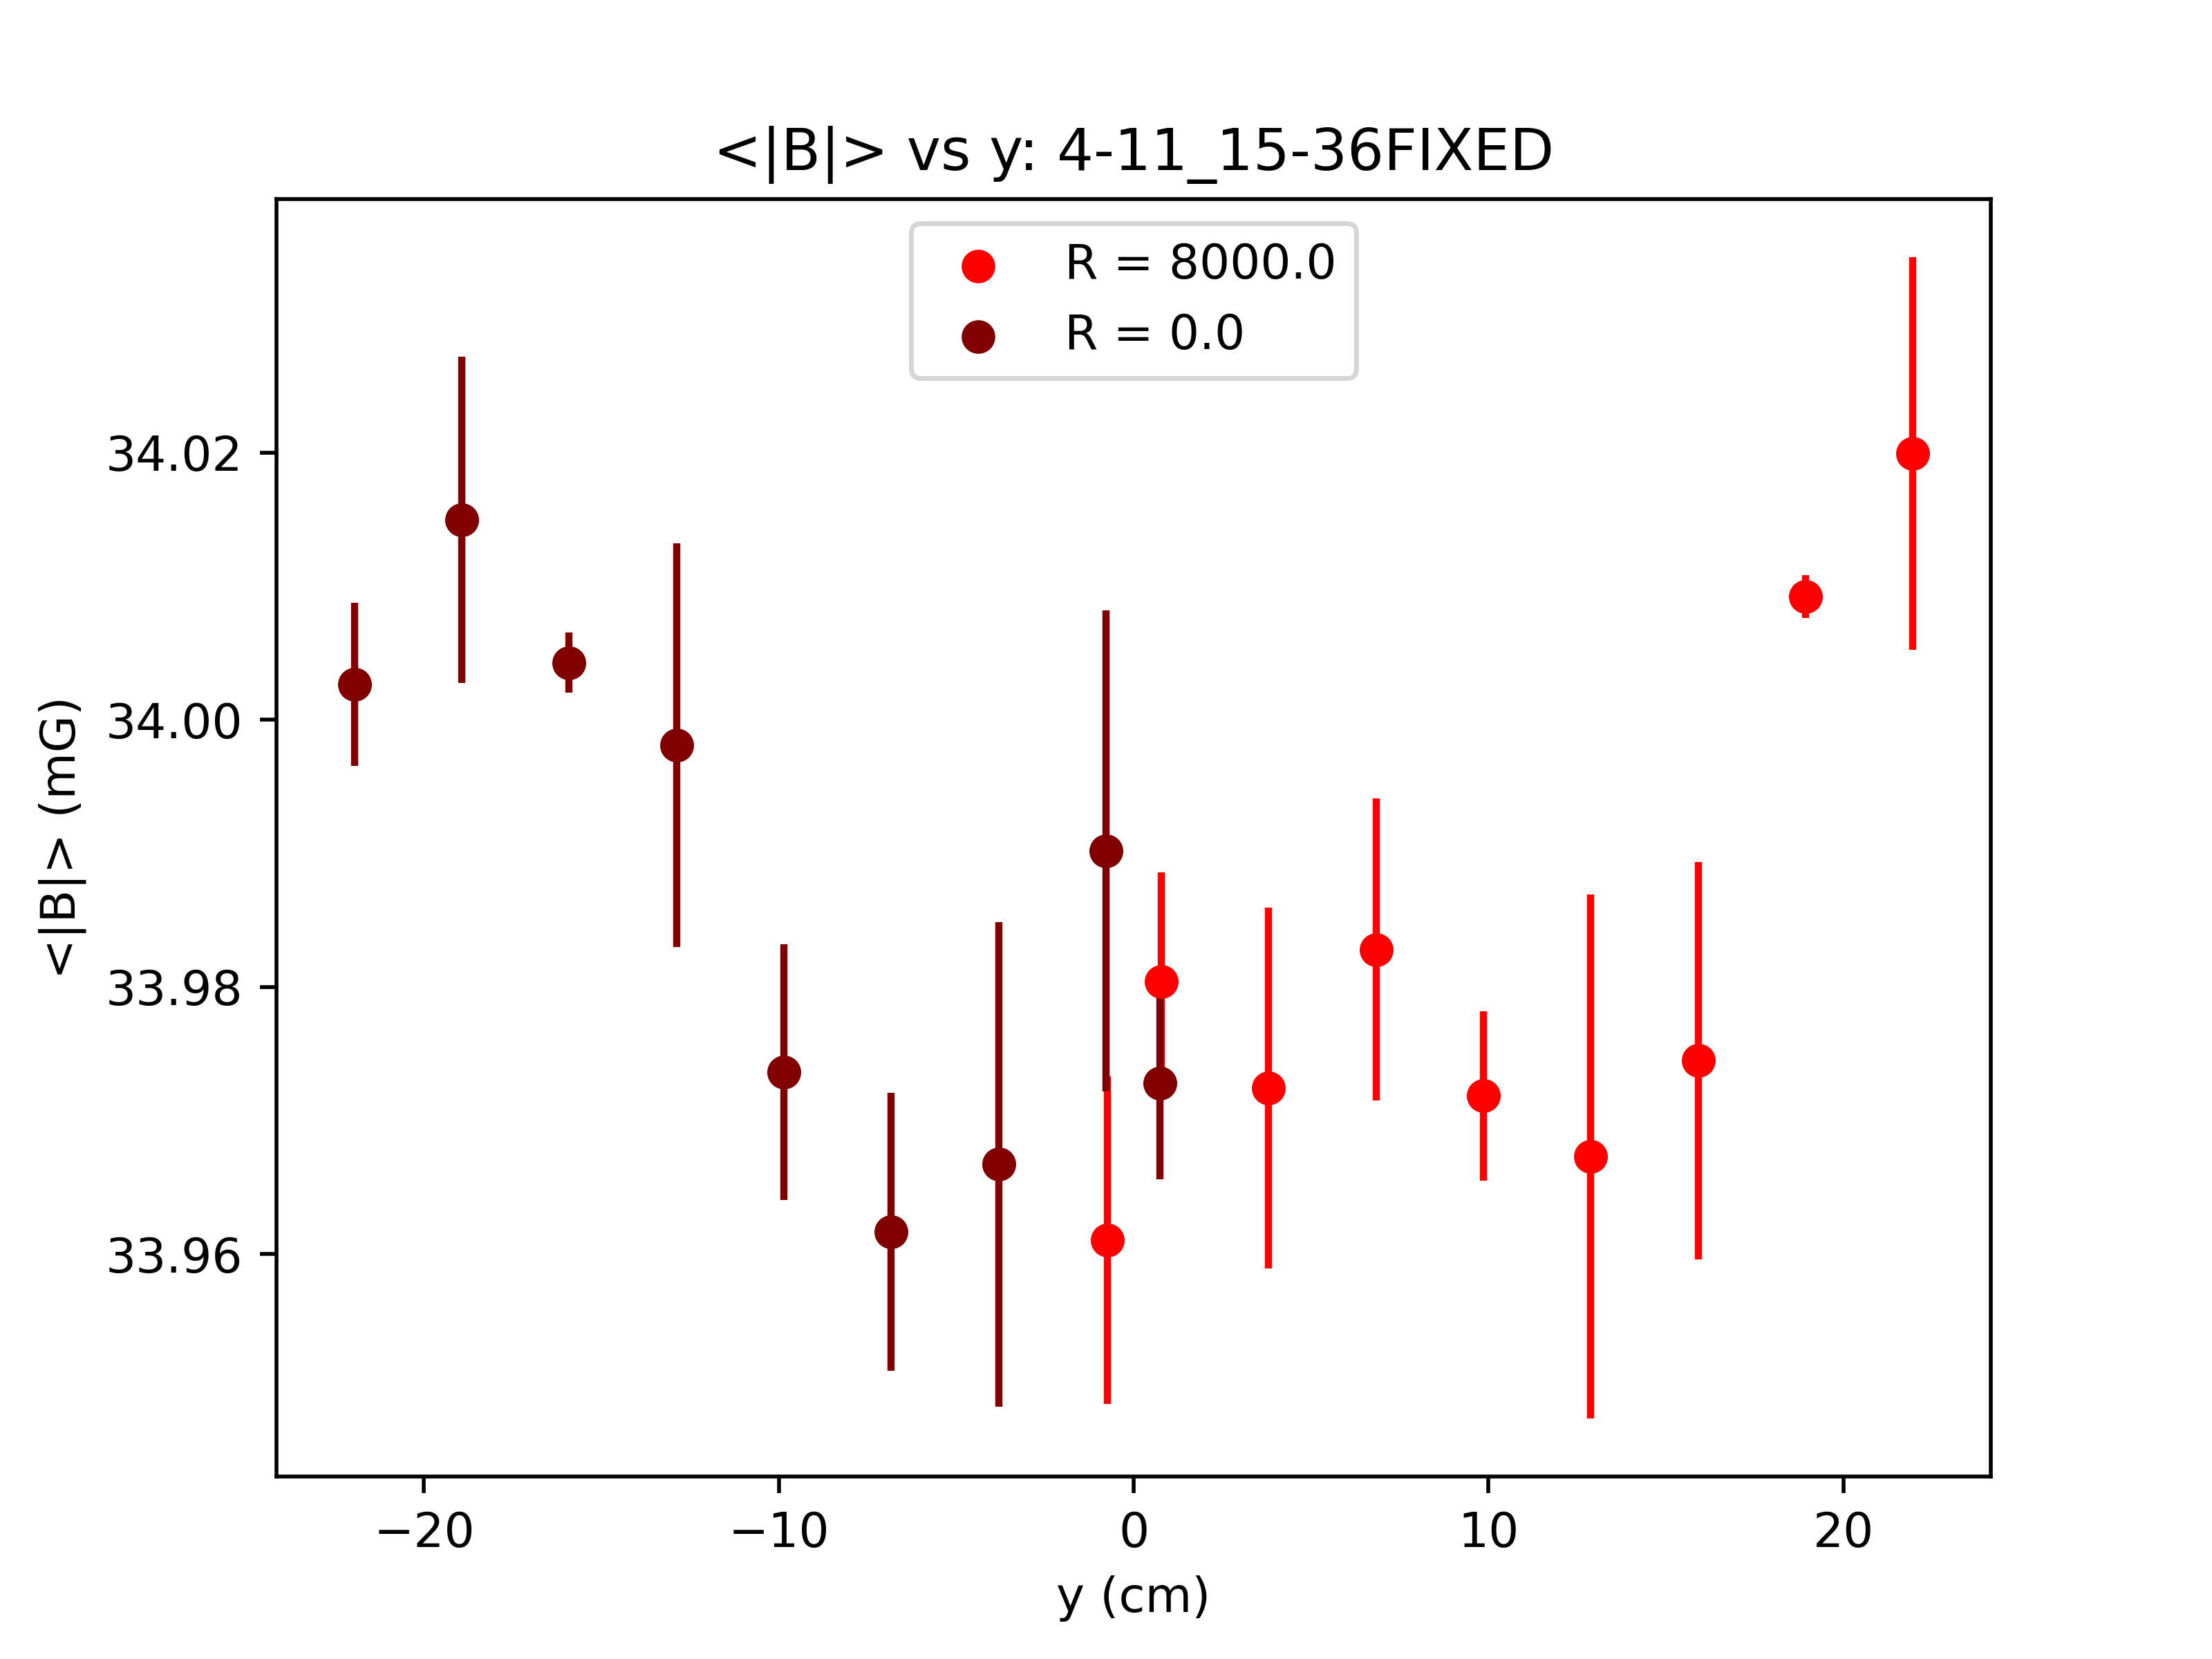 <|B|> vs y: 4-11_15-36FIXED
R = 8000.0
R = 0.0
<|B|> (mG)
34.02
34.00
33.98
33.96
−20
−10
0
10
20
y (cm)